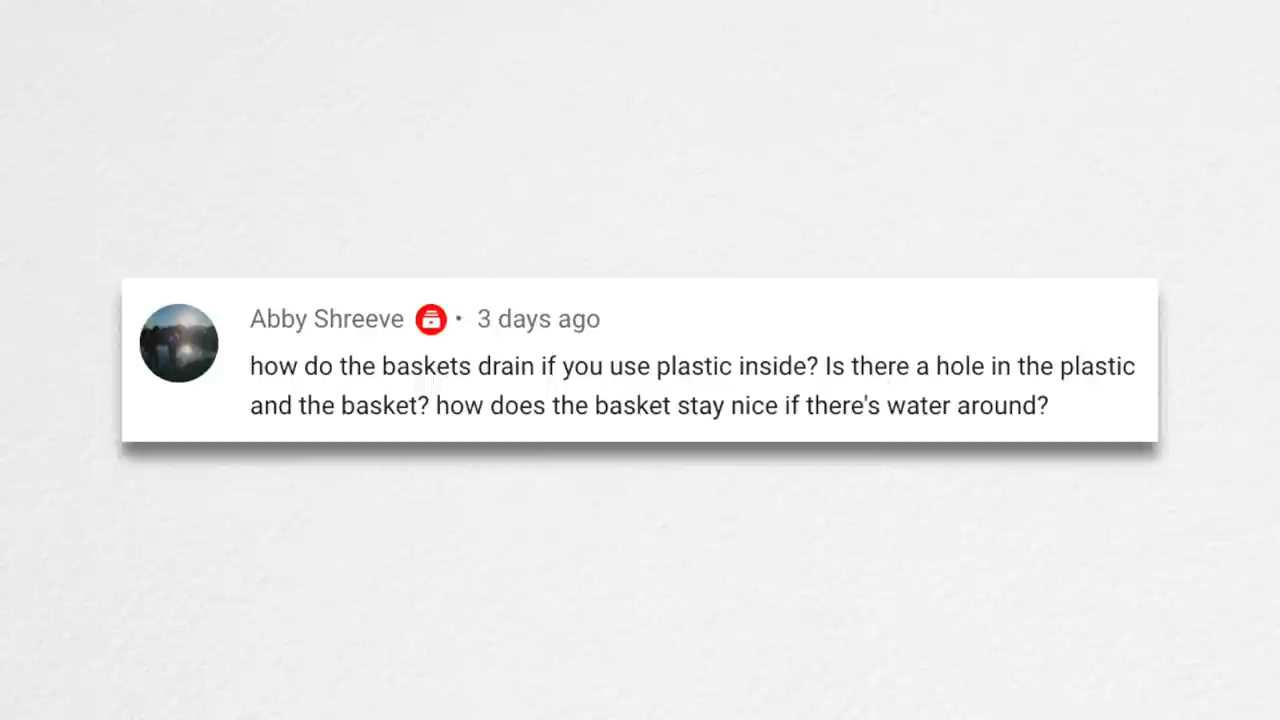 Abby Shreeve • 3 days ago
how do the baskets drain if you use plastic inside? Is there a hole in the plastic
and the basket? how does the basket stay nice if there's water around?